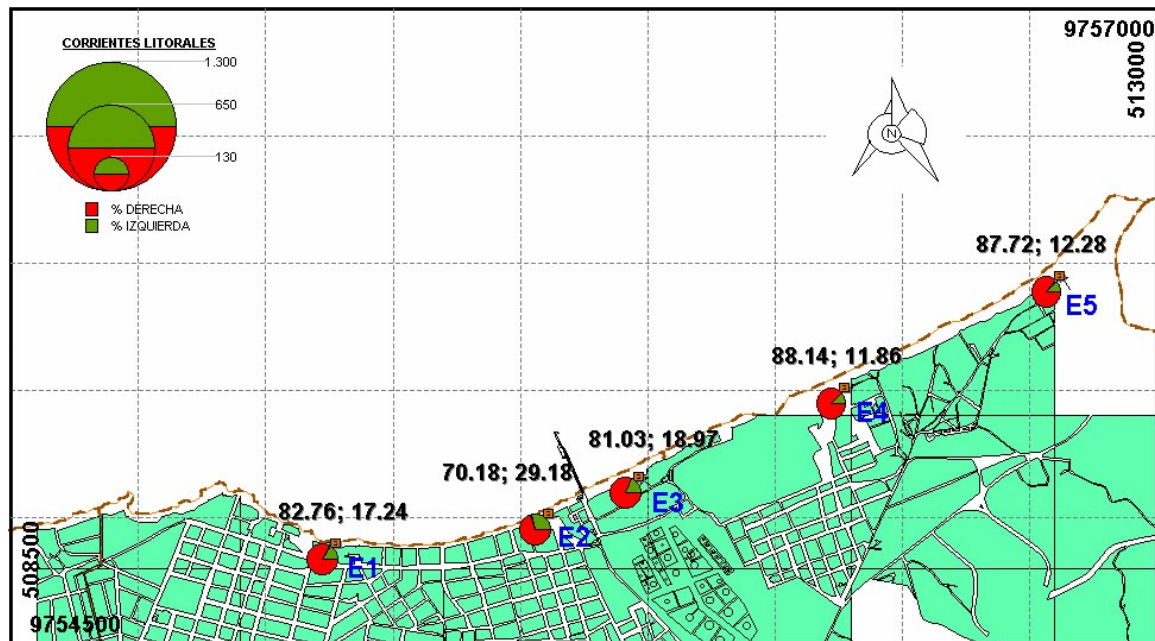 CORRIENTES LITORALES
1.300
650
130
% DERECHA
% IZQUIERDA
9757000
513000
N
87.72; 12.28
E5
88.14; 11.86
E4
81.03; 18.97
E3
70.18; 29.18
E2
82.76; 17.24
E1
508500
9754500